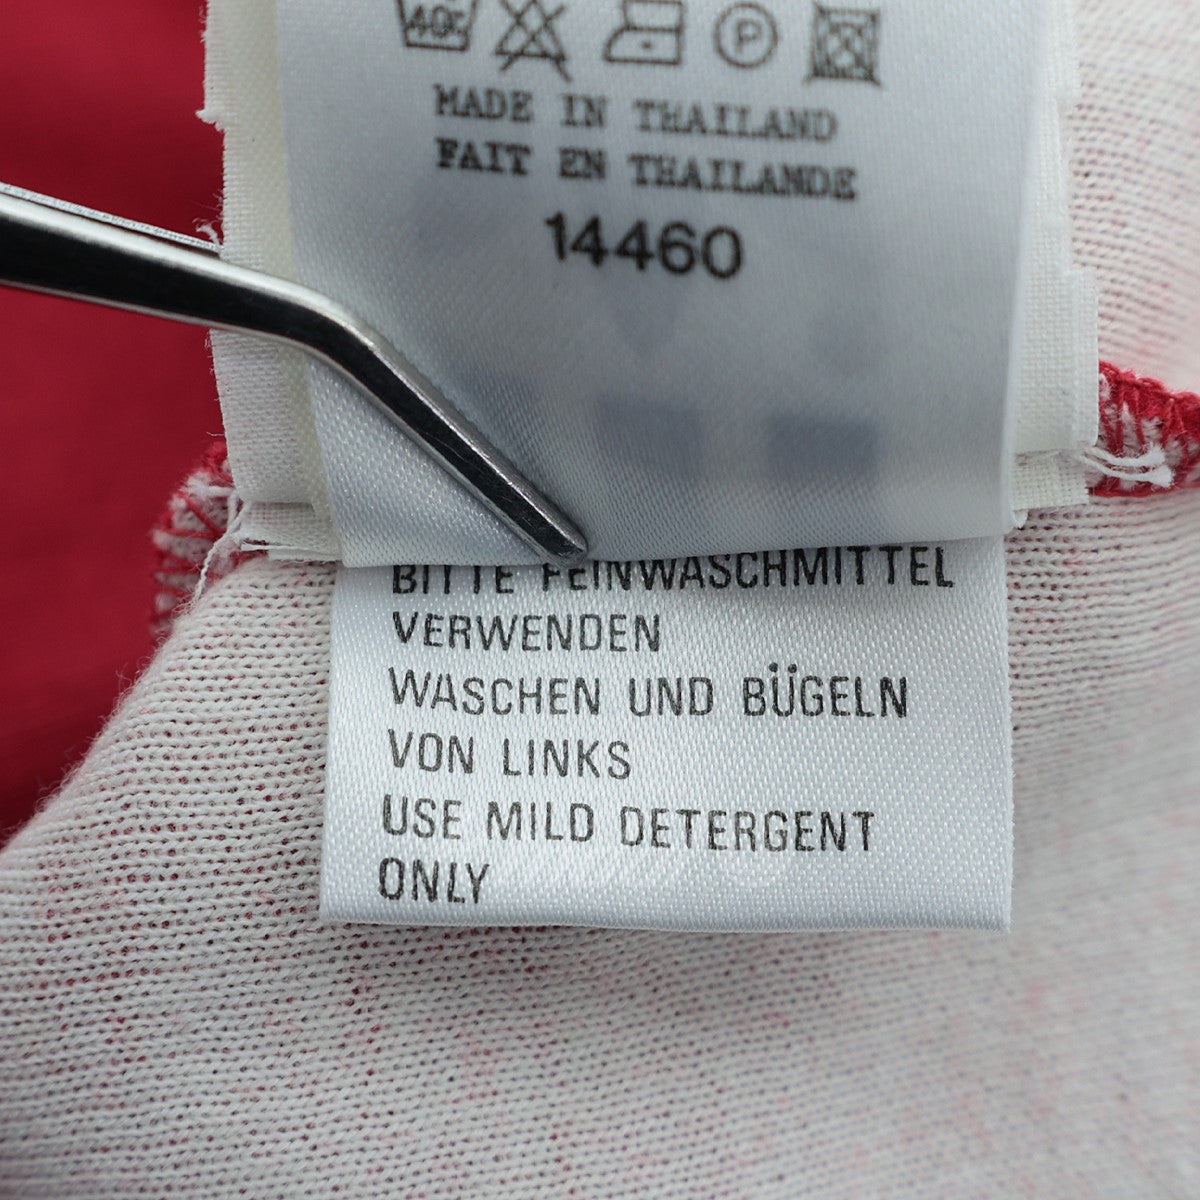 40c
P
MADE IN THAILAND
FAIT EN THAILANDE
14460
BITTE FEINWASCHMITTEL
VERWENDEN
WASCHEN UND BÜGELN
VON LINKS
USE MILD DETERGENT
ONLY